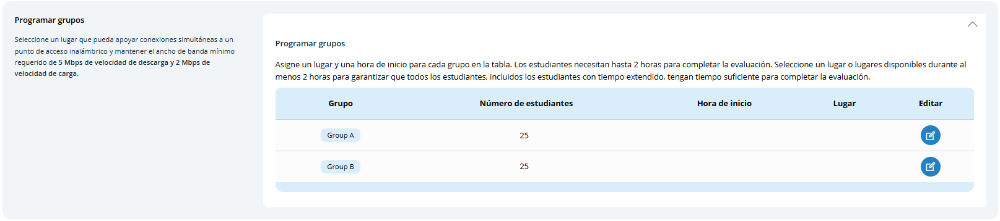 Programar grupos
Seleccione un lugar que pueda apoyar conexiones simultáneas a un
punto de acceso inalámbrico y mantener el ancho de banda mínimo
requerido de 5 Mbps de velocidad de descarga y 2 Mbps de
velocidad de carga.
Programar grupos
Asigne un lugar y una hora de inicio para cada grupo en la tabla. Los estudiantes necesitan hasta 2 horas para completar la evaluación. Seleccione un lugar o lugares disponibles durante al
menos 2 horas para garantizar que todos los estudiantes, incluidos los estudiantes con tiempo extendido, tengan tiempo suficiente para completar la evaluación.
Grupo Número de estudiantes Hora de inicio Lugar Editar
Group A 25
Group B 25